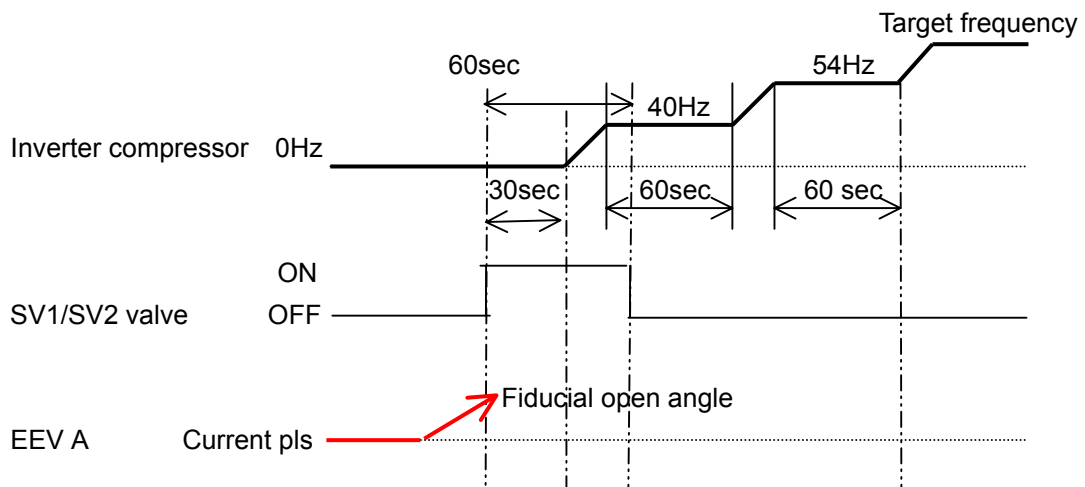 Target frequency
60sec
54Hz
40Hz
Inverter compressor 0Hz
30sec 60sec 60 sec
ON
SV1/SV2 valve OFF
Fiducial open angle
EEV A Current pls